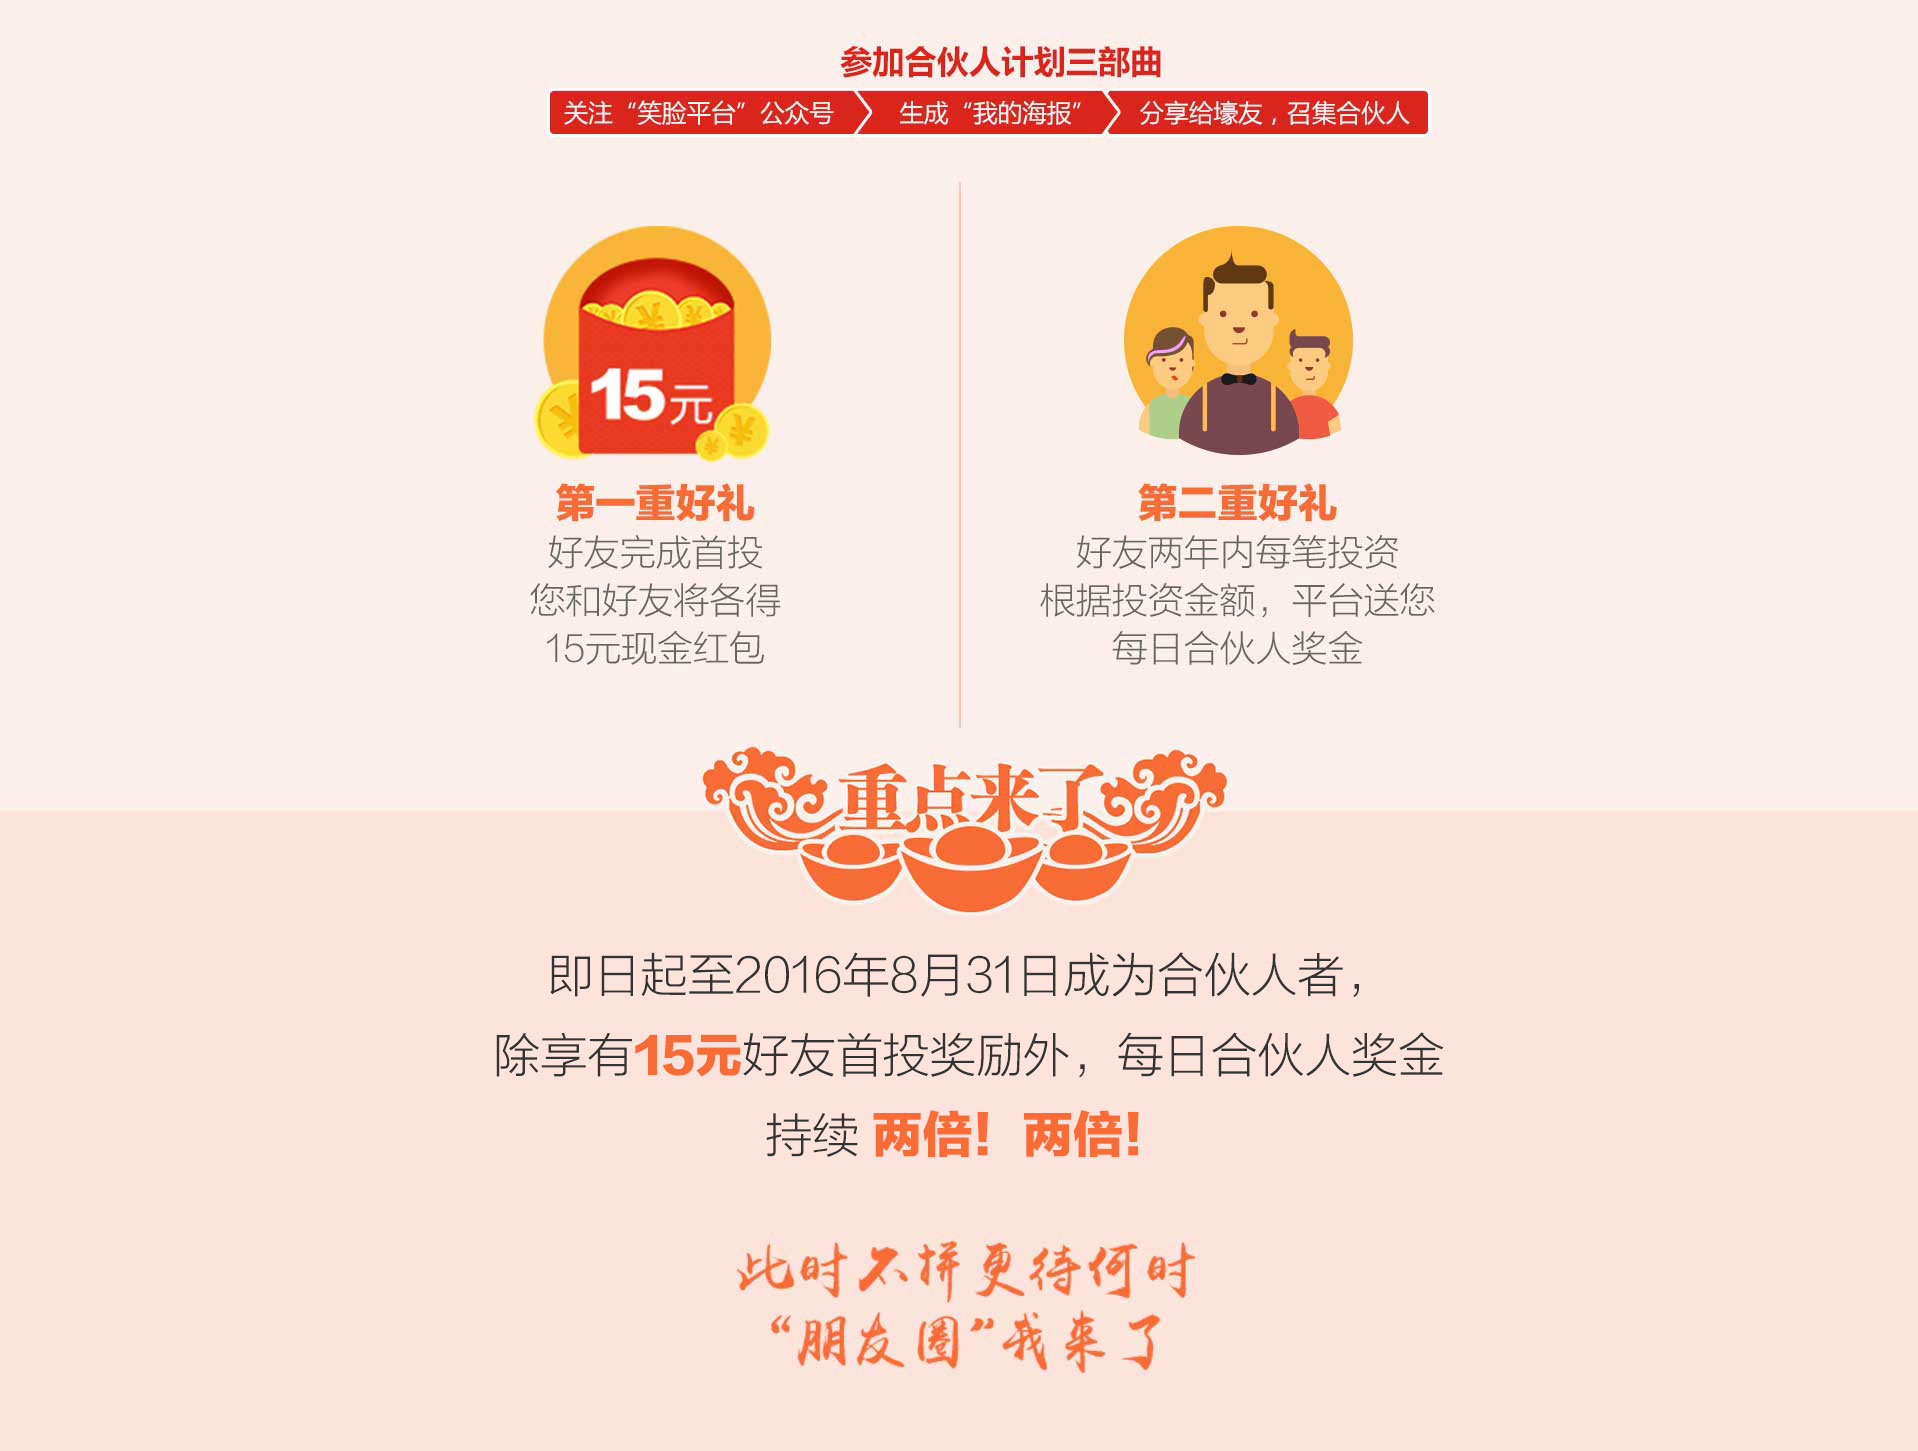 参加合伙人计划三部曲
关注“笑脸平台”公众号 生成“我的海报” 分享给壕友，召集合伙人
15元
第一重好礼
好友完成首投
您和好友将各得
15元现金红包
第二重好礼
好友两年内每笔投资
根据投资金额，平台送您
每日合伙人奖金
重点来了
即日起至2016年8月31日成为合伙人者，
除享有15元好友首投奖励外，每日合伙人奖金
持续 两倍！两倍！
此时不拼更待何时
“朋友圈”我来了